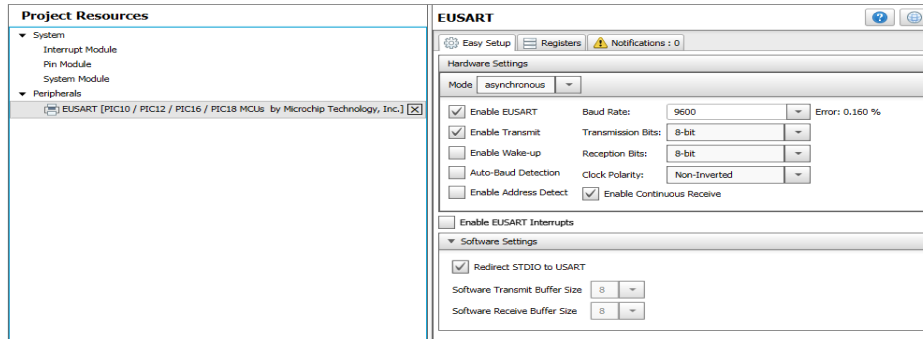 Project Resources
System
Interrupt Module
Pin Module
System Module
Peripherals
EUSART [PIC10 / PIC12 / PIC16 / PIC18 MCUs by Microchip Technology, Inc.]
EUSART
Easy Setup Registers Notifications : 0
Hardware Settings
Mode asynchronous
Enable EUSART Baud Rate: 9600 Error: 0.160 %
Enable Transmit Transmission Bits: 8-bit
Enable Wake-up Reception Bits: 8-bit
Auto-Baud Detection Clock Polarity: Non-Inverted
Enable Address Detect Enable Continuous Receive
Enable EUSART Interrupts
Software Settings
Redirect STDIO to USART
Software Transmit Buffer Size 8
Software Receive Buffer Size 8